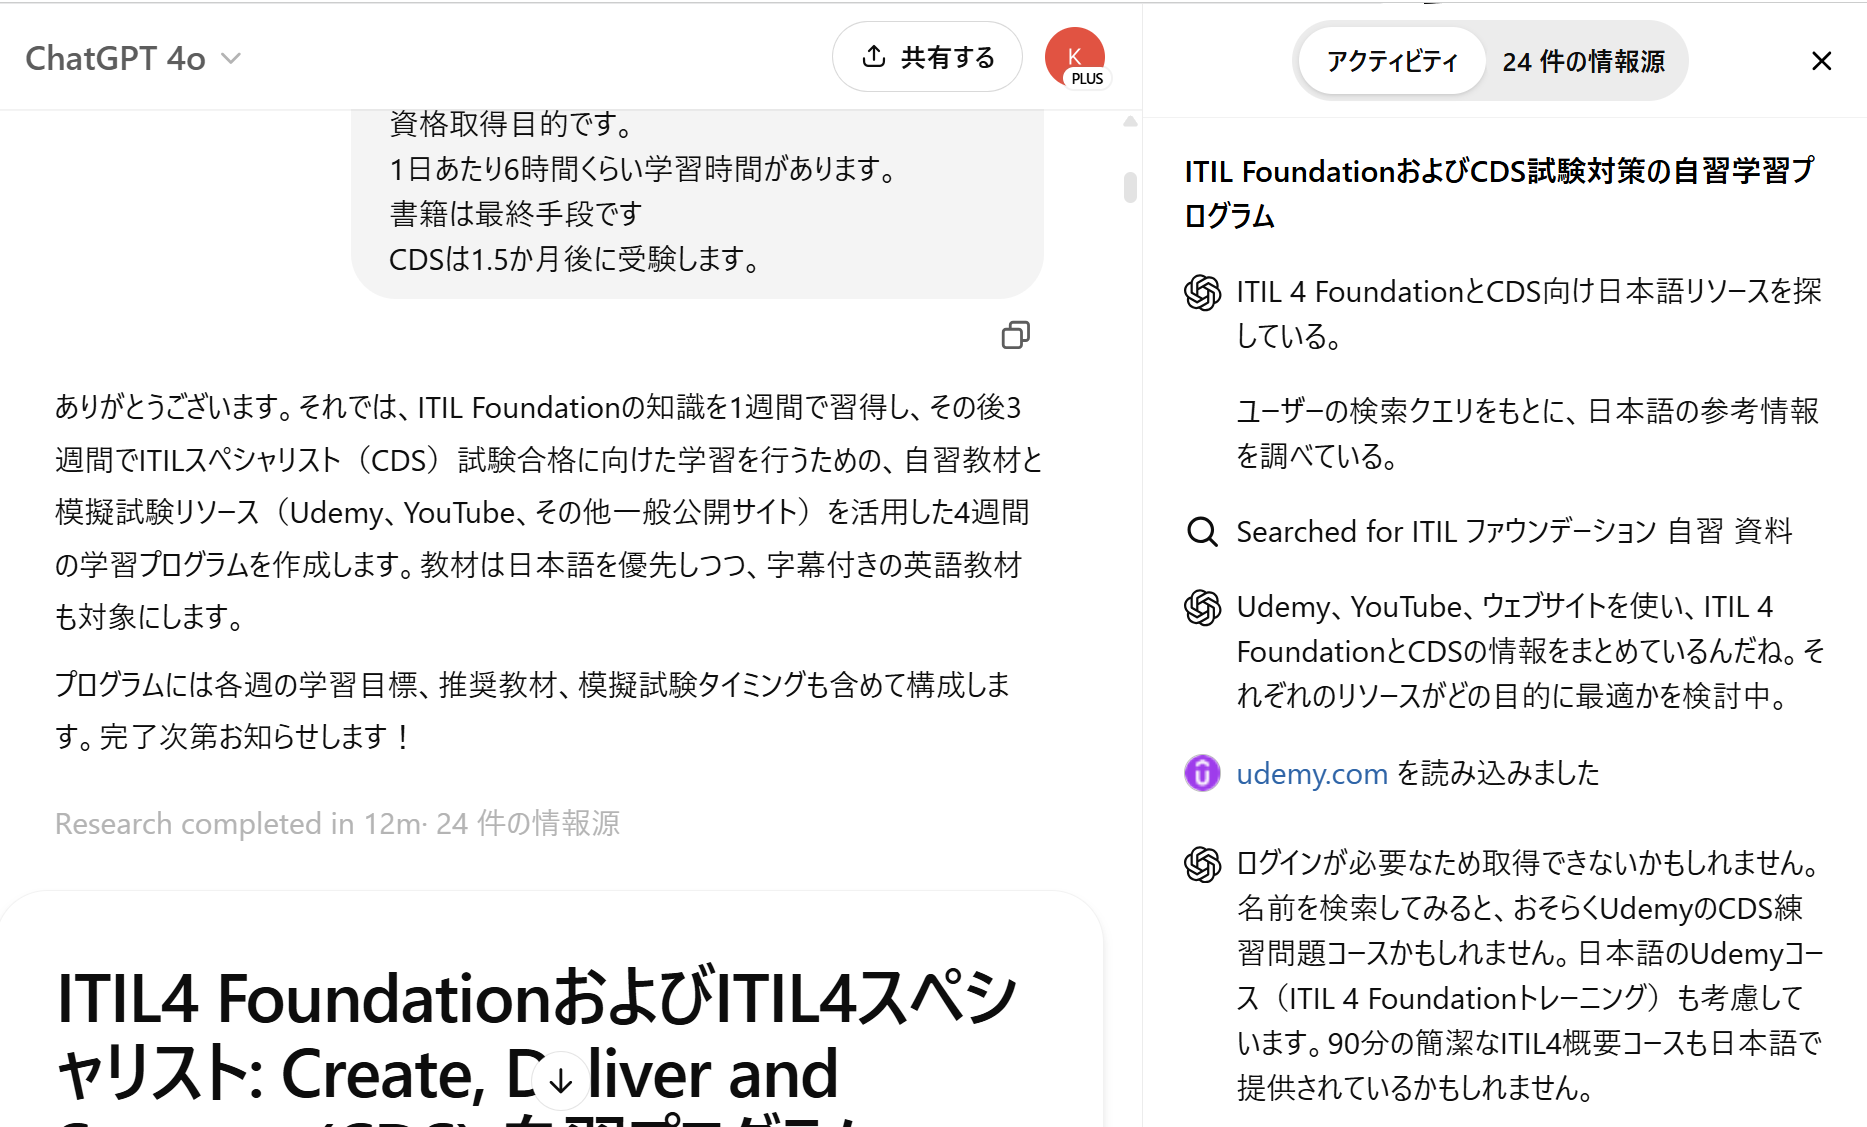 ChatGPT 4o
共有する
K
PLUS
資格取得目的です。
1日あたり6時間くらい学習時間があります。
書籍は最終手段です
CDSは1.5か月後に受験します。
ありがとうございます。それでは、ITIL Foundationの知識を1週間で習得し、その後3
週間でITILスペシャリスト（CDS）試験合格に向けた学習を行うための、自習教材と
模擬試験リソース（Udemy、YouTube、その他一般公開サイト）を活用した4週間
の学習プログラムを作成します。教材は日本語を優先しつつ、字幕付きの英語教材
も対象にします。
プログラムには各週の学習目標、推奨教材、模擬試験タイミングも含めて構成しま
す。完了次第お知らせします！
Research completed in 12m· 24 件の情報源
ITIL4 FoundationおよびITIL4スペシ
ャリスト: Create, Deliver and
アクティビティ
24 件の情報源
ITIL FoundationおよびCDS試験対策の自習学習プ
ログラム
ITIL 4 FoundationとCDS向け日本語リソースを探
している。
ユーザーの検索クエリをもとに、日本語の参考情報
を調べている。
Searched for ITIL ファウンデーション 自習 資料
Udemy、YouTube、ウェブサイトを使い、ITIL 4
FoundationとCDSの情報をまとめているんだね。そ
れぞれのリソースがどの目的に最適かを検討中。
udemy.com を読み込みました
ログインが必要なため取得できないかもしれません。
名前を検索してみると、おそらくUdemyのCDS練
習問題コースかもしれません。日本語のUdemyコー
ス（ITIL 4 Foundationトレーニング）も考慮して
います。90分の簡潔なITIL4概要コースも日本語で
提供されているかもしれません。